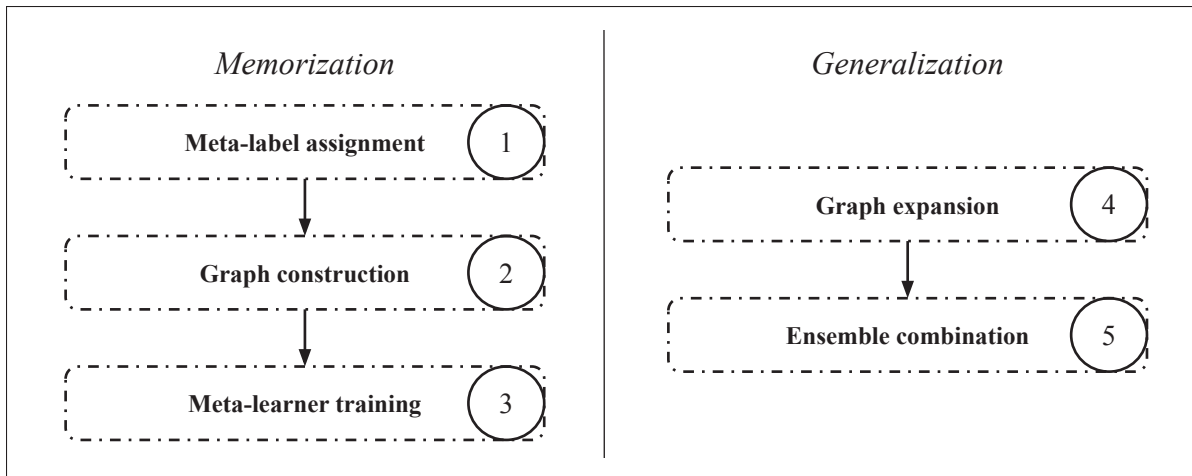 Memorization
Meta-label assignment
1
Graph construction
2
Meta-learner training
3
Generalization
Graph expansion
4
Ensemble combination
5